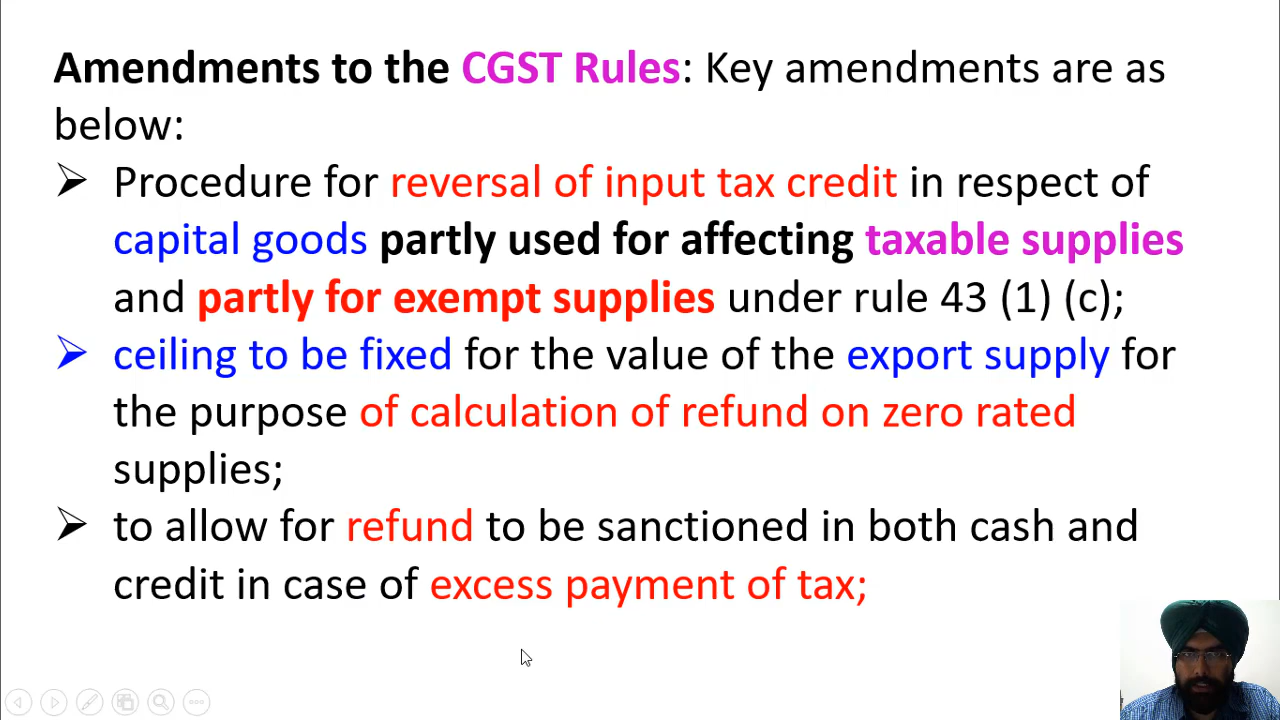 Amendments to the CGST Rules: Key amendments are as
below:
➢ Procedure for reversal of input tax credit in respect of
capital goods partly used for affecting taxable supplies
and partly for exempt supplies under rule 43 (1) (c);
➢ ceiling to be fixed for the value of the export supply for
the purpose of calculation of refund on zero rated
supplies;
➢ to allow for refund to be sanctioned in both cash and
credit in case of excess payment of tax;